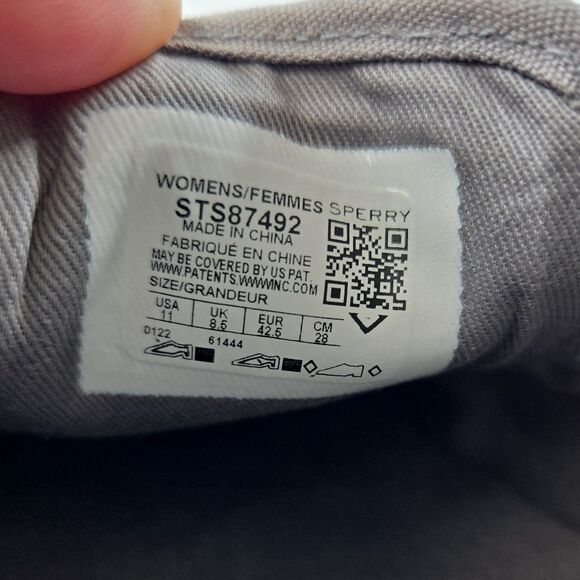 WOMENS/FEMMES SPERRY
STS87492
MADE IN CHINA
FABRIQUÉ EN CHINE
MAY BE COVERED BY US PAT.
WWW.PATENTS.WWWINC.COM
SIZE/GRANDEUR
USA UK EUR CM
11 8.5 42.5 28
0122 61444